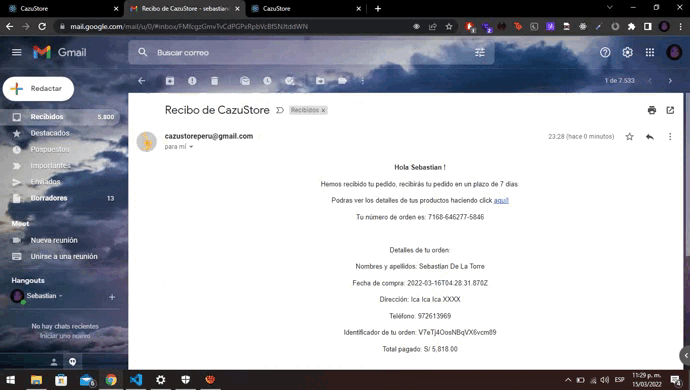 CazuStore
Recibo de CazuStore - sebastian
CazuStore
mail.google.com/mail/u/0/#inbox/FMfcgzGmvTvCdPGPxRpbVcBfSNJtddWN
Gmail
Buscar correo
Redactar
1 de 7.533
Recibidos 5.800
Destacados
Pospuestos
Importantes
Enviados
Borradores 13
Meet
Nueva reunión
Unirse a una reunión
Hangouts
Sebastian
No hay chats recientes
Iniciar uno nuevo
Recibo de CazuStore Recibidos x
cazustoreperu@gmail.com 23:28 (hace 0 minutos)
para mí
Hola Sebastian !
Hemos recibido tu pedido, recibirás tu pedido en un plazo de 7 días.
Podras ver los detalles de tus productos haciendo click aquí!
Tu número de orden es: 7168-646277-5846
Detalles de tu orden:
Nombres y apellidos: Sebastian De La Torre
Fecha de compra: 2022-03-16T04:28:31.870Z
Dirección: Ica Ica Ica XXXX
Teléfono: 972613969
Identificador de tu orden: V7eTj4OosNBqVX6vcm89
Total pagado: S/ 5,818.00
ESP
11:29 p. m.
15/03/2022